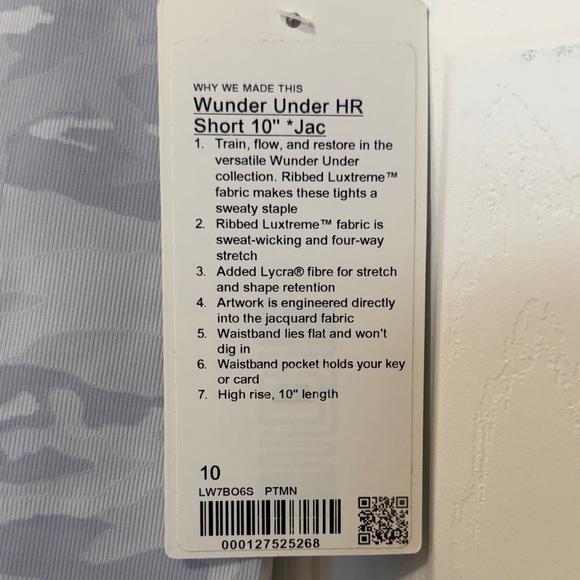 WHY WE MADE THIS
Wunder Under HR
Short 10" *Jac
1. Train, flow, and restore in the
versatile Wunder Under
collection. Ribbed Luxtreme™
fabric makes these tights a
sweaty staple
2. Ribbed Luxtreme™ fabric is
sweat-wicking and four-way
stretch
3. Added Lycra® fibre for stretch
and shape retention
4. Artwork is engineered directly
into the jacquard fabric
5. Waistband lies flat and won't
dig in
6. Waistband pocket holds your key
or card
7. High rise, 10" length
10
LW7BO6S PTMN
000127525268